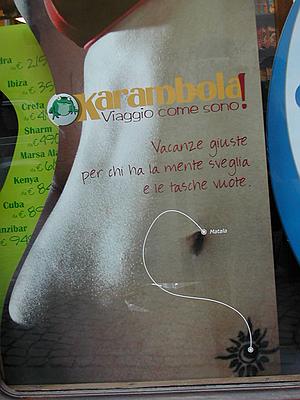 Karambola!
Viaggio come sono!
Vacanze giuste
per chi ha la mente sveglia
e le tasche vuote.
Matala
Ibiza
Creta
Sharm
Marsa Al
Kenya
Cuba